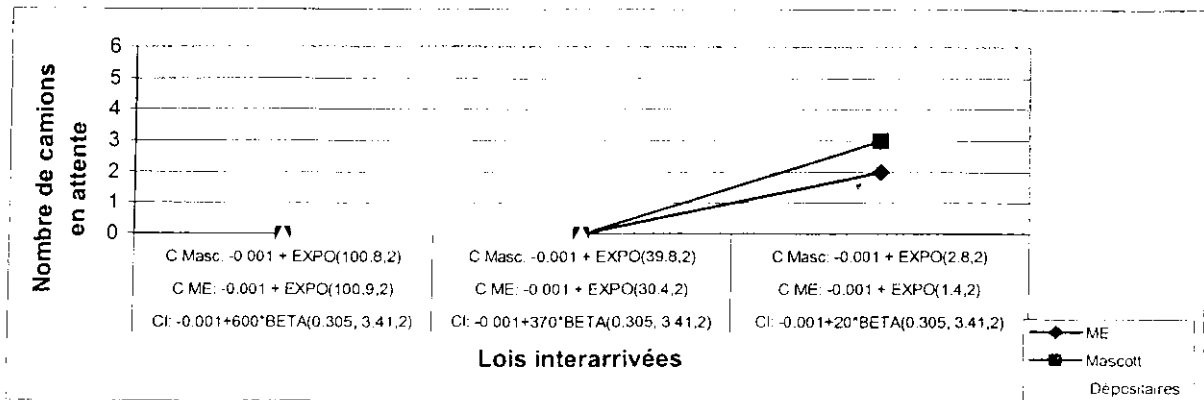 Nombre de camions
en attente
6
5
4
3
2
1
0
C Masc. -0.001 + EXPO(100.8,2)
C ME: -0.001 + EXPO(100.9,2)
CI: -0.001+600*BETA(0.305, 3.41,2)
C Masc. -0.001 + EXPO(39.8,2)
C ME: -0.001 + EXPO(30.4,2)
CI: -0.001+370*BETA(0.305, 3.41,2)
C Masc: -0.001 + EXPO(2.8,2)
C ME: -0.001 + EXPO(1.4,2)
CI: -0.001+20*BETA(0.305, 3.41,2)
Lois interarrivées
ME
Mascott
Dépositaires